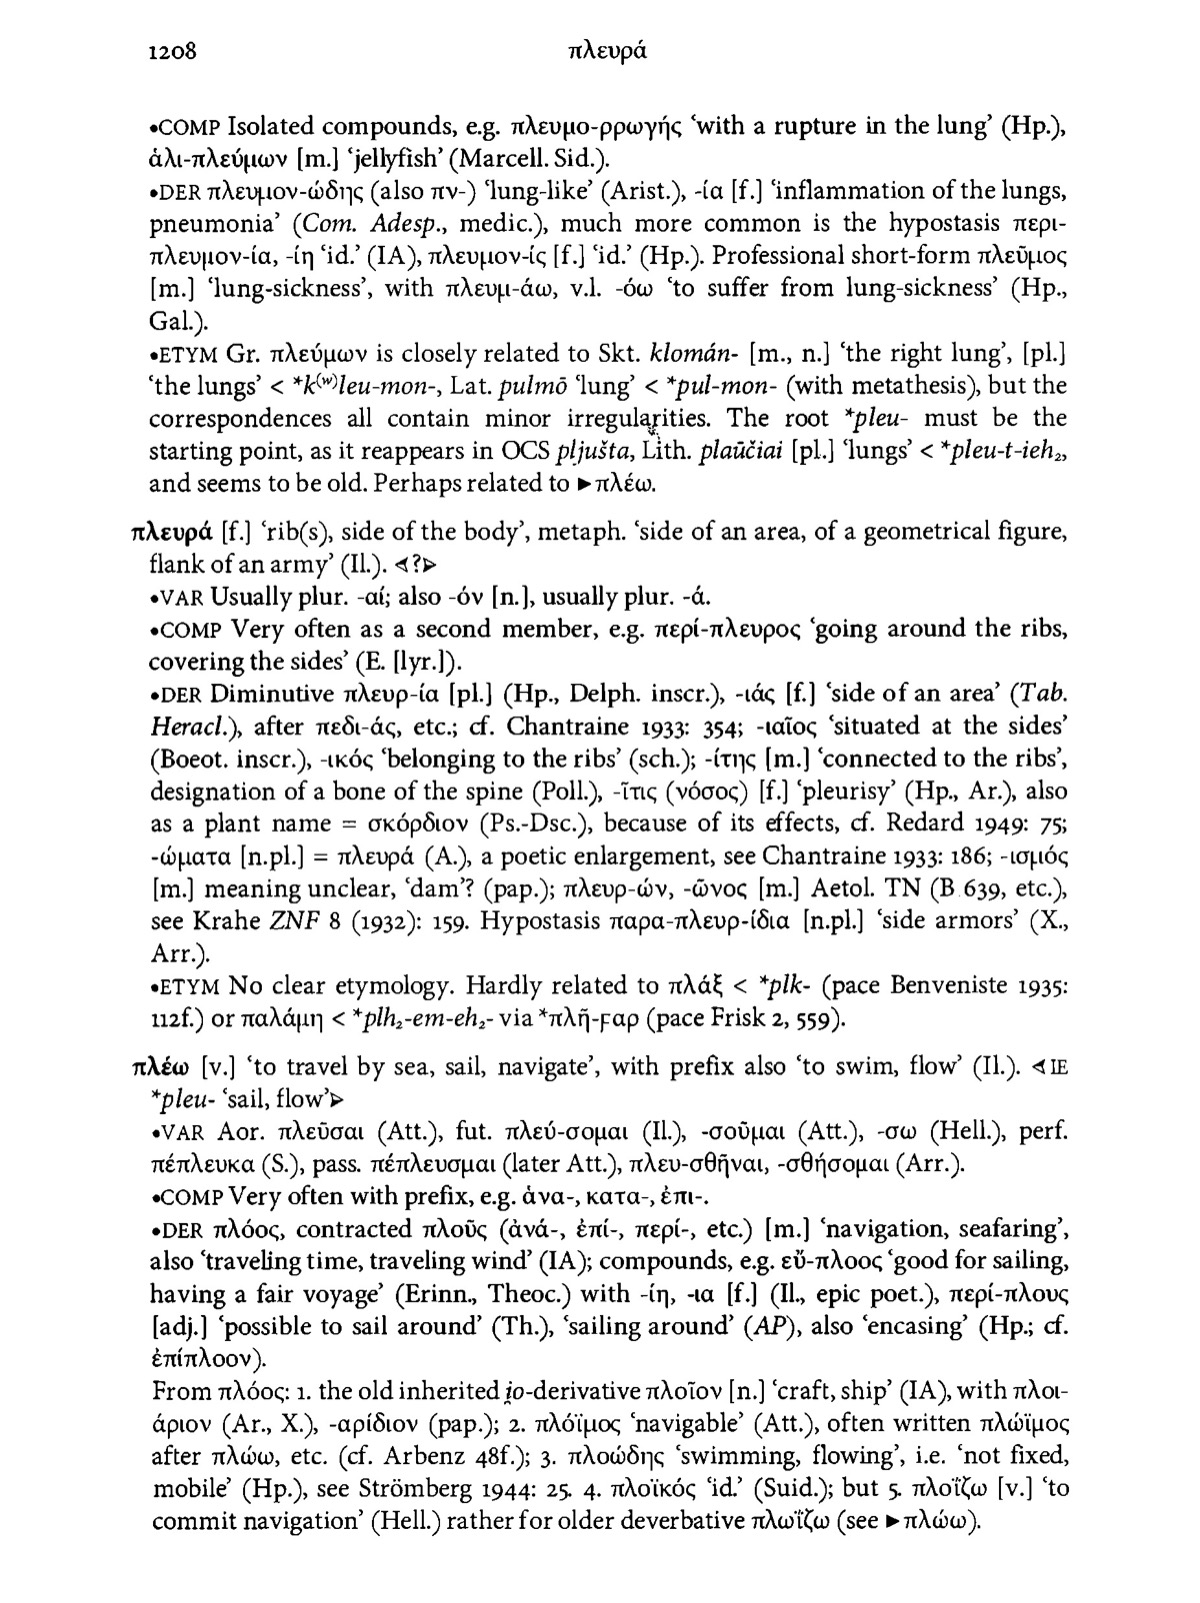 1208
πλευρά
•COMP Isolated compounds, e.g. πλευμο-ρρωγής ‘with a rupture in the lung’ (Hp.),
ἁλι-πλεύμων [m.] ‘jellyfish’ (Marcell. Sid.).
•DER πλευμον-ώδης (also πν-) ‘lung-like’ (Arist.), -ία [f.] ‘inflammation of the lungs,
pneumonia’ (Com. Adesp., medic.), much more common is the hypostasis περι-
πλευμον-ία, -ίη ‘id.’ (IA), πλευμον-ίς [f.] ‘id.’ (Hp.). Professional short-form πλεῦμος
[m.] ‘lung-sickness’, with πλευμ-άω, v.l. -όω ‘to suffer from lung-sickness’ (Hp.,
Gal.).
•ETYM Gr. πλεύμων is closely related to Skt. klomán- [m., n.] ‘the right lung’, [pl.]
‘the lungs’ < *k⁽ʷ⁾leu-mon-, Lat. pulmō ‘lung’ < *pul-mon- (with metathesis), but the
correspondences all contain minor irregularities. The root *pleu- must be the
starting point, as it reappears in OCS pljušta, Lith. plaũčiai [pl.] ‘lungs’ < *pleu-t-ieh₂,
and seems to be old. Perhaps related to ►πλέω.
πλευρά [f.] ‘rib(s), side of the body’, metaph. ‘side of an area, of a geometrical figure,
flank of an army’ (Il.). ⊲?⊳
•VAR Usually plur. -αί; also -όν [n.], usually plur. -ά.
•COMP Very often as a second member, e.g. περί-πλευρος ‘going around the ribs,
covering the sides’ (E. [lyr.]).
•DER Diminutive πλευρ-ία [pl.] (Hp., Delph. inscr.), -ιάς [f.] ‘side of an area’ (Tab.
Heracl.), after πεδι-άς, etc.; cf. Chantraine 1933: 354; -ιαῖος ‘situated at the sides’
(Boeot. inscr.), -ικός ‘belonging to the ribs’ (sch.); -ίτης [m.] ‘connected to the ribs’,
designation of a bone of the spine (Poll.), -ῖτις (νόσος) [f.] ‘pleurisy’ (Hp., Ar.), also
as a plant name = σκόρδιον (Ps.-Dsc.), because of its effects, cf. Redard 1949: 75;
-ώματα [n.pl.] = πλευρά (A.), a poetic enlargement, see Chantraine 1933: 186; -ισμός
[m.] meaning unclear, ‘dam’? (pap.); πλευρ-ών, -ῶνος [m.] Aetol. TN (Β 639, etc.),
see Krahe ZNF 8 (1932): 159. Hypostasis παρα-πλευρ-ίδια [n.pl.] ‘side armors’ (X.,
Arr.).
•ETYM No clear etymology. Hardly related to πλάξ < *plk- (pace Benveniste 1935:
112f.) or παλάμη < *plh₂-em-eh₂- via *πλῆ-ϝαρ (pace Frisk 2, 559).
πλέω [v.] ‘to travel by sea, sail, navigate’, with prefix also ‘to swim, flow’ (Il.). ⊲IE
*pleu- ‘sail, flow’⊳
•VAR Aor. πλεῦσαι (Att.), fut. πλεύ-σομαι (Il.), -σοῦμαι (Att.), -σω (Hell.), perf.
πέπλευκα (S.), pass. πέπλευσμαι (later Att.), πλευ-σθῆναι, -σθήσομαι (Arr.).
•COMP Very often with prefix, e.g. ἀνα-, κατα-, ἐπι-.
•DER πλόος, contracted πλοῦς (ἀνά-, ἐπί-, περί-, etc.) [m.] ‘navigation, seafaring’,
also ‘traveling time, traveling wind’ (IA); compounds, e.g. εὔ-πλοος ‘good for sailing,
having a fair voyage’ (Erinn., Theoc.) with -ίη, -ια [f.] (Il., epic poet.), περί-πλους
[adj.] ‘possible to sail around’ (Th.), ‘sailing around’ (AP), also ‘encasing’ (Hp.; cf.
ἐπίπλοον).
From πλόος: 1. the old inherited i̯o-derivative πλοῖον [n.] ‘craft, ship’ (IA), with πλοι-
άριον (Ar., X.), -αρίδιον (pap.); 2. πλόϊμος ‘navigable’ (Att.), often written πλώϊμος
after πλώω, etc. (cf. Arbenz 48f.); 3. πλοώδης ‘swimming, flowing’, i.e. ‘not fixed,
mobile’ (Hp.), see Strömberg 1944: 25. 4. πλοϊκός ‘id.’ (Suid.); but 5. πλοΐζω [v.] ‘to
commit navigation’ (Hell.) rather for older deverbative πλωΐζω (see ►πλώω).